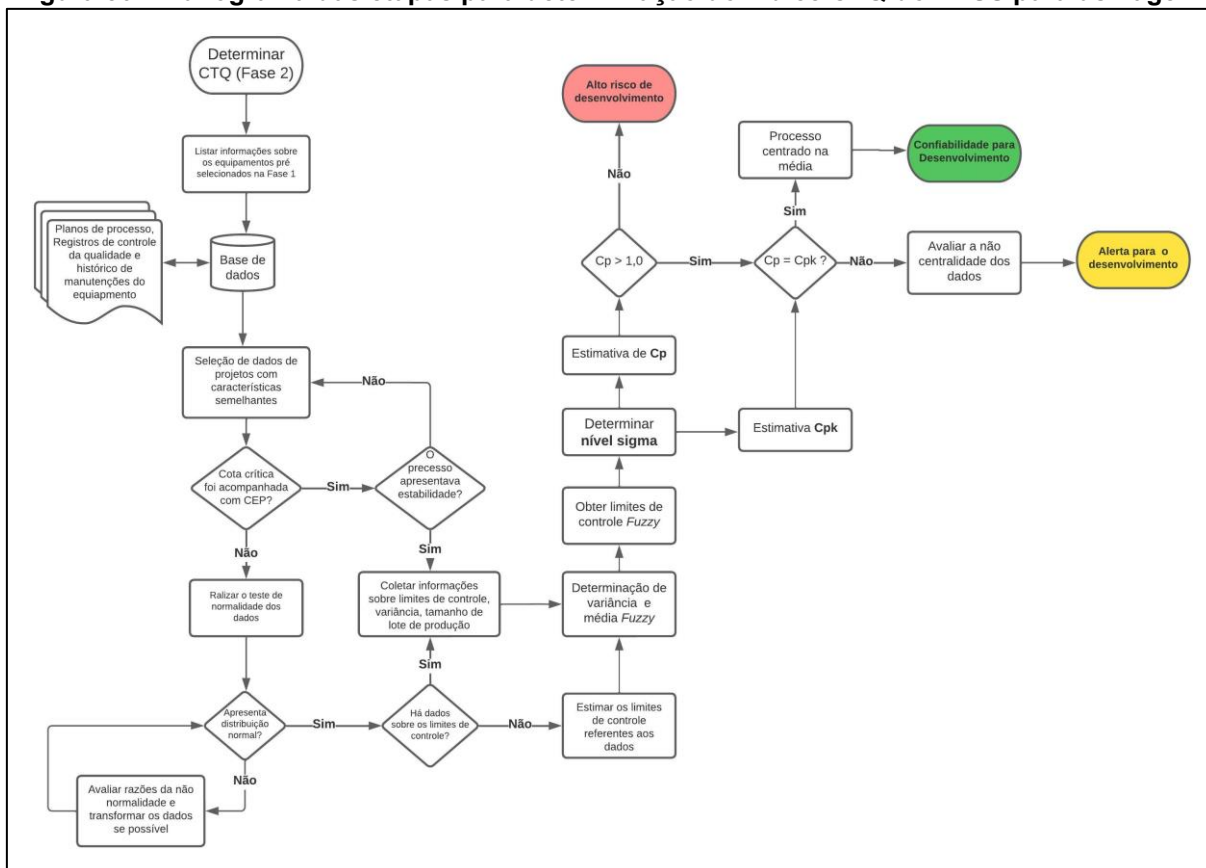 Determinar
CTQ (Fase 2)
Listar informações sobre
os equipamentos pré
selecionados na Fase 1
Planos de processo,
Registros de controle
da qualidade e
histórico de
manutenções do
equiapmento
Base de
dados
Seleção de dados de
projetos com
características
semelhantes
Não
Cota crítica
foi acompanhada
com CEP?
Sim
O
precesso
apresentava
estabilidade?
Não
Sim
Ralizar o teste de
normalidade dos
dados
Coletar informações
sobre limites de controle,
variância, tamanho de
lote de produção
Sim
Apresenta
distribuição
normal?
Sim
Há dados
sobre os limites de
controle?
Não
Estimar os limites
de controle
referentes aos
dados
Não
Avaliar razões da não
normalidade e
transformar os dados
se possível
Determinação de
variância e
média Fuzzy
Obter limites de
controle Fuzzy
Determinar
nível sigma
Estimativa Cpk
Estimativa de Cp
Cp > 1,0
Sim
Não
Alto risco de
desenvolvimento
Cp = Cpk ?
Sim
Processo
centrado na
média
Confiabilidade para
Desenvolvimento
Não
Avaliar a não
centralidade dos
dados
Alerta para o
desenvolvimento